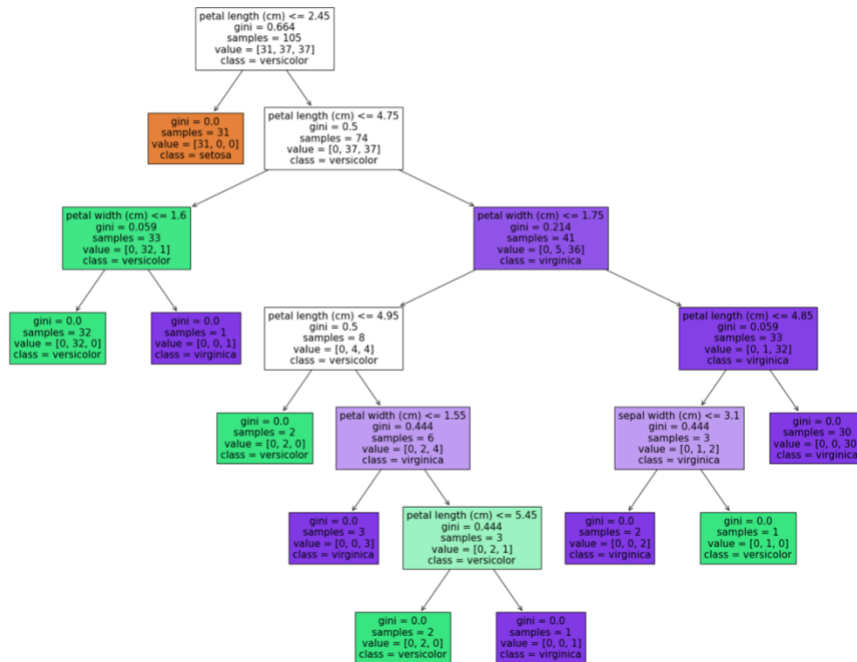 petal length (cm) <= 2.45
gini = 0.664
samples = 105
value = [31, 37, 37]
class = versicolor
gini = 0.0
samples = 31
value = [31, 0, 0]
class = setosa
petal length (cm) <= 4.75
gini = 0.5
samples = 74
value = [0, 37, 37]
class = versicolor
petal width (cm) <= 1.6
gini = 0.059
samples = 33
value = [0, 32, 1]
class = versicolor
petal width (cm) <= 1.75
gini = 0.214
samples = 41
value = [0, 5, 36]
class = virginica
gini = 0.0
samples = 32
value = [0, 32, 0]
class = versicolor
gini = 0.0
samples = 1
value = [0, 0, 1]
class = virginica
petal length (cm) <= 4.95
gini = 0.5
samples = 8
value = [0, 4, 4]
class = versicolor
petal length (cm) <= 4.85
gini = 0.059
samples = 33
value = [0, 1, 32]
class = virginica
gini = 0.0
samples = 2
value = [0, 2, 0]
class = versicolor
petal width (cm) <= 1.55
gini = 0.444
samples = 6
value = [0, 2, 4]
class = virginica
sepal width (cm) <= 3.1
gini = 0.444
samples = 3
value = [0, 1, 2]
class = virginica
gini = 0.0
samples = 30
value = [0, 0, 30]
class = virginica
gini = 0.0
samples = 3
value = [0, 0, 3]
class = virginica
petal length (cm) <= 5.45
gini = 0.444
samples = 3
value = [0, 2, 1]
class = versicolor
gini = 0.0
samples = 2
value = [0, 0, 2]
class = virginica
gini = 0.0
samples = 1
value = [0, 1, 0]
class = versicolor
gini = 0.0
samples = 2
value = [0, 2, 0]
class = versicolor
gini = 0.0
samples = 1
value = [0, 0, 1]
class = virginica